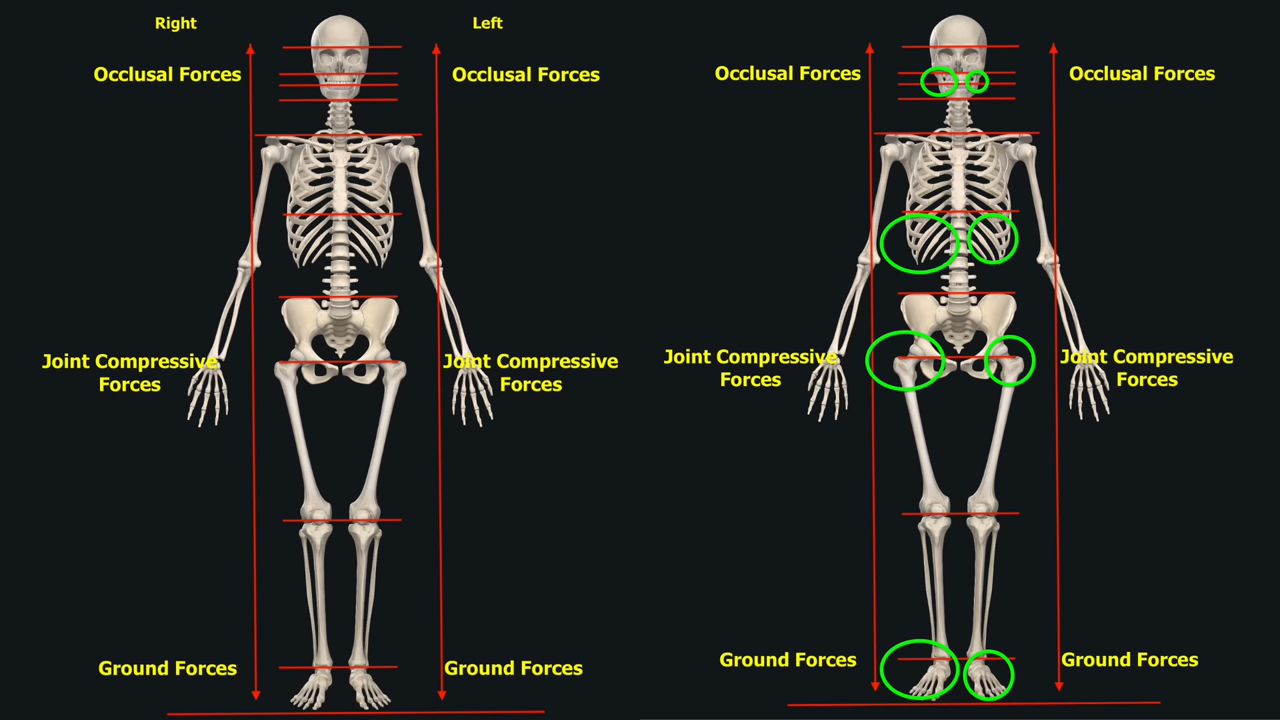 Right
Left
Occlusal Forces
Occlusal Forces
Occlusal Forces
Occlusal Forces
Joint Compressive
Forces
Joint Compressive
Forces
Joint Compressive
Forces
Joint Compressive
Forces
Ground Forces
Ground Forces
Ground Forces
Ground Forces